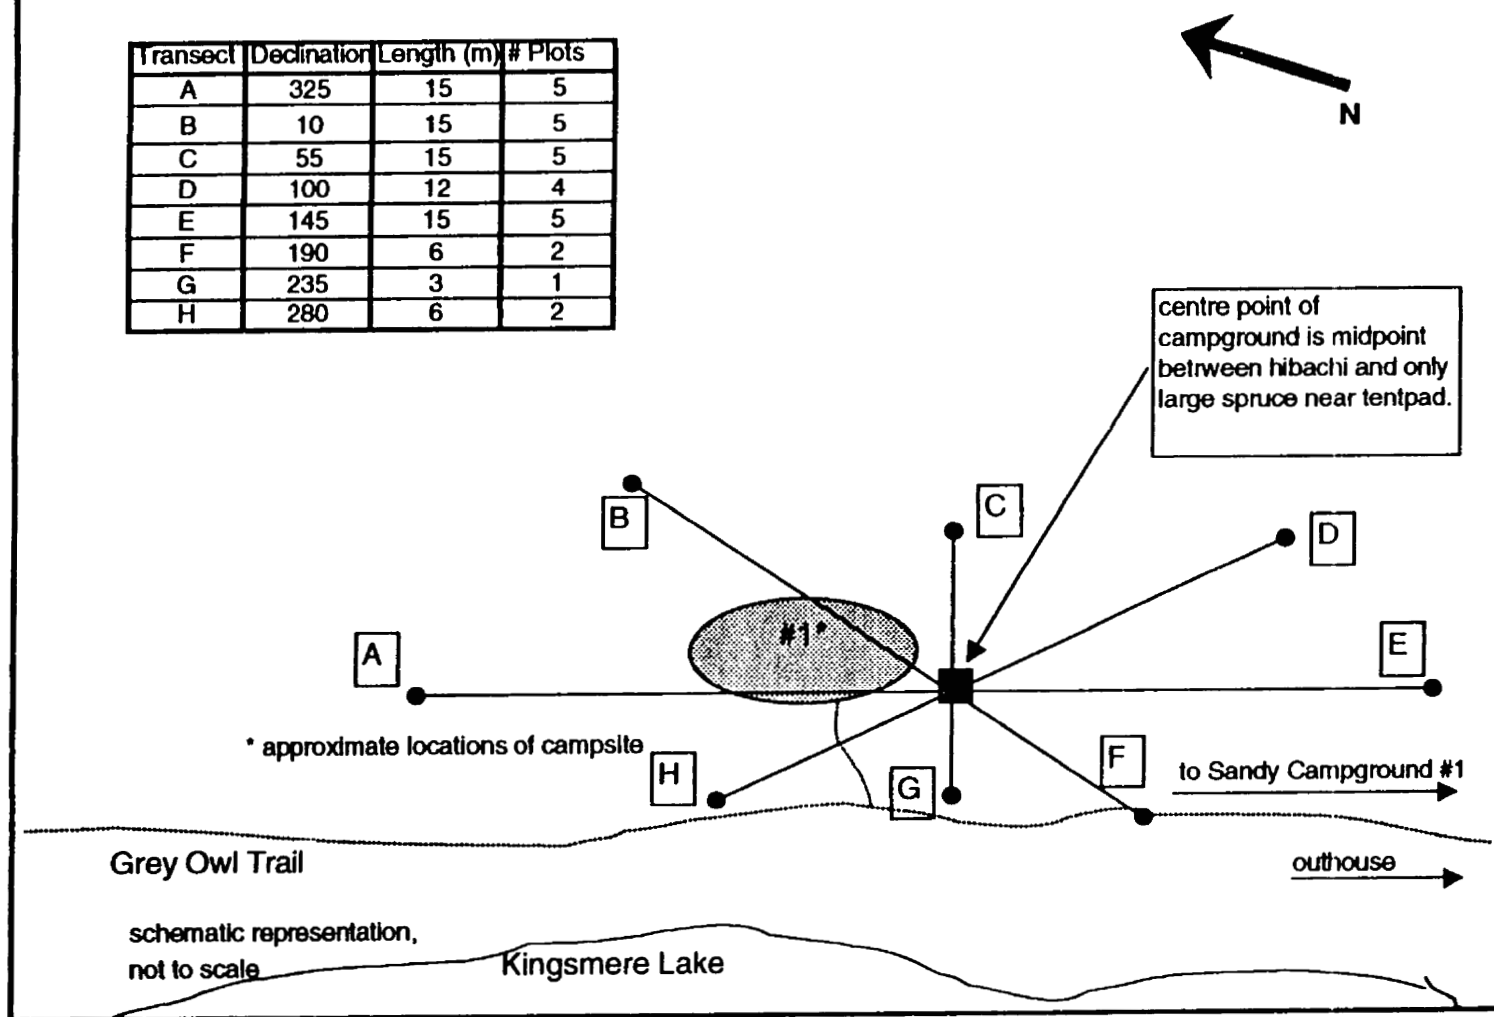 Transect Declination Length (m) # Plots
A 325 15 5
B 10 15 5
C 55 15 5
D 100 12 4
E 145 15 5
F 190 6 2
G 235 3 1
H 280 6 2
N
centre point of
campground is midpoint
betrween hibachi and only
large spruce near tentpad.
B
C
D
#1*
A
E
* approximate locations of campsite
H
G
F
to Sandy Campground #1
Grey Owl Trail
outhouse
schematic representation,
not to scale
Kingsmere Lake